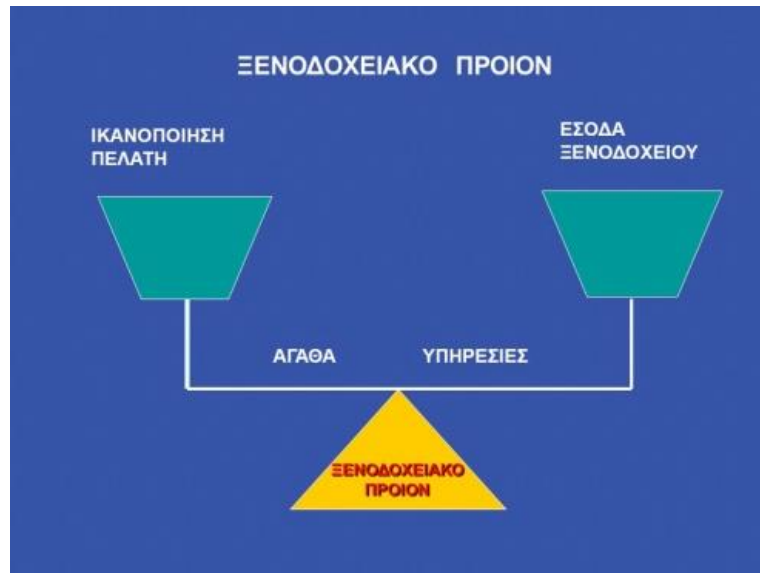 ΞΕΝΟΔΟΧΕΙΑΚΟ ΠΡΟΙΟΝ
ΙΚΑΝΟΠΟΙΗΣΗ
ΠΕΛΑΤΗ
ΕΣΟΔΑ
ΞΕΝΟΔΟΧΕΙΟΥ
ΑΓΑΘΑ
ΥΠΗΡΕΣΙΕΣ
ΞΕΝΟΔΟΧΕΙΑΚΟ
ΠΡΟΙΟΝ